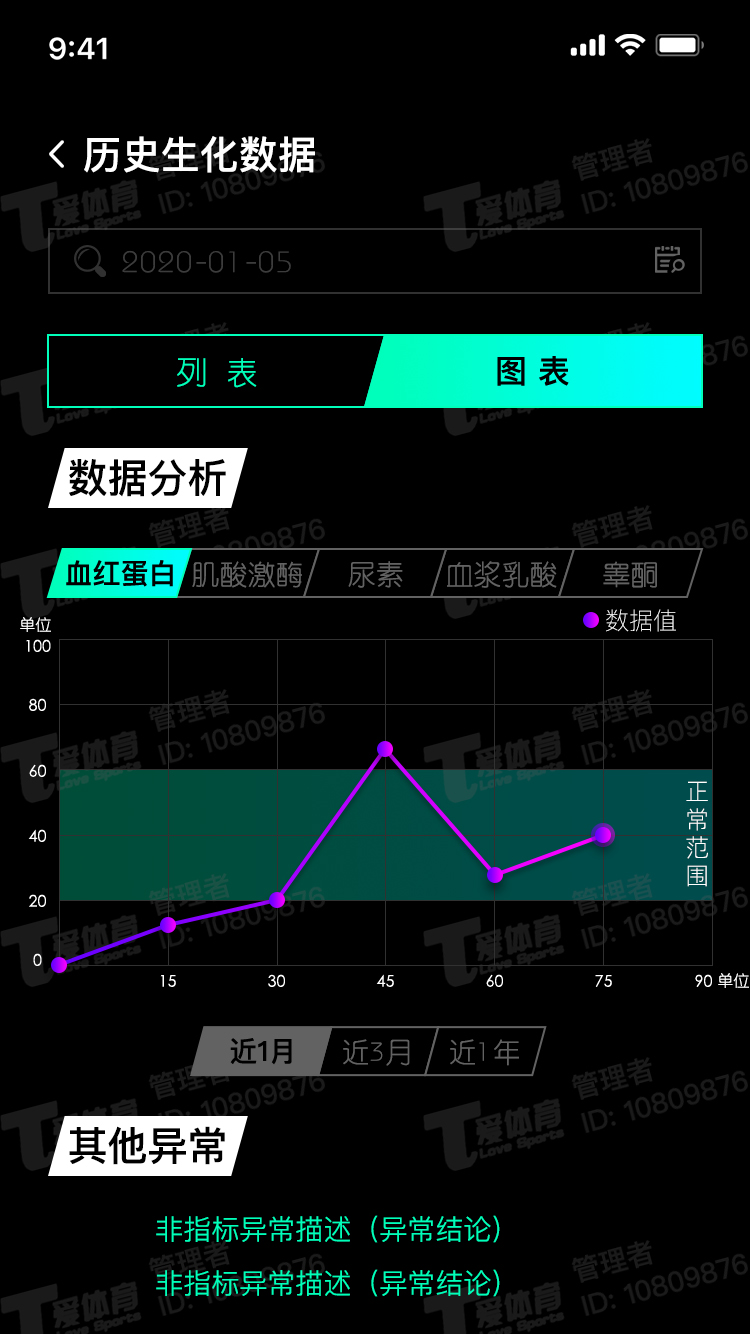 9:41
历史生化数据
2020-01-05
列 表
图 表
数据分析
血红蛋白
肌酸激酶
尿素
血浆乳酸
睾酮
单位
数据值
100
80
60
40
20
0
正常范围
15
30
45
60
75
90
单位
近1月
近3月
近1年
其他异常
非指标异常描述（异常结论）
非指标异常描述（异常结论）
爱体育
Love Sports
管理者
ID: 10809876